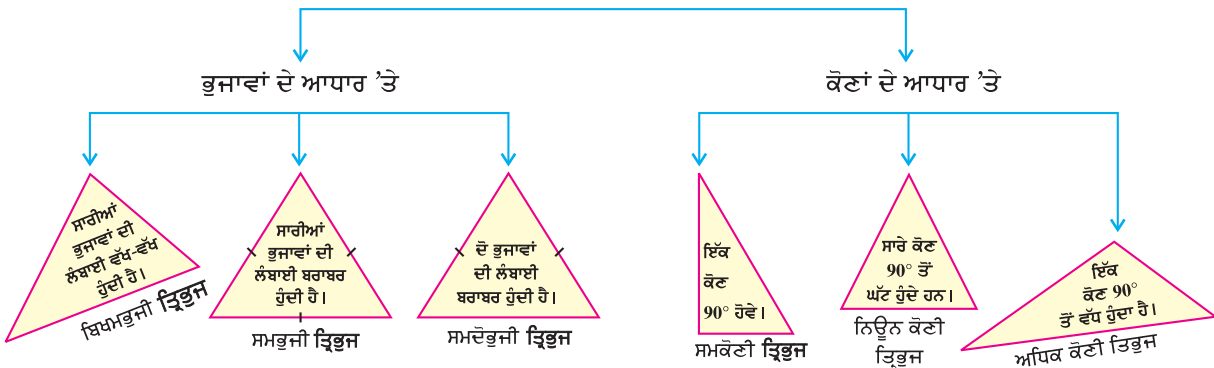 ਭੁਜਾਵਾਂ ਦੇ ਆਧਾਰ ’ਤੇ
ਕੋਣਾਂ ਦੇ ਆਧਾਰ ’ਤੇ
ਸਾਰੀਆਂ
ਭੁਜਾਵਾਂ ਦੀ
ਲੰਬਾਈ ਵੱਖ-ਵੱਖ
ਹੁੰਦੀ ਹੈ।
ਬਿਖਮਭੁਜੀ ਤ੍ਰਿਭੁਜ
ਸਾਰੀਆਂ
ਭੁਜਾਵਾਂ ਦੀ
ਲੰਬਾਈ ਬਰਾਬਰ
ਹੁੰਦੀ ਹੈ।
ਸਮਭੁਜੀ ਤ੍ਰਿਭੁਜ
ਦੋ ਭੁਜਾਵਾਂ
ਦੀ ਲੰਬਾਈ
ਬਰਾਬਰ ਹੁੰਦੀ ਹੈ।
ਸਮਦੋਭੁਜੀ ਤ੍ਰਿਭੁਜ
ਇੱਕ
ਕੋਣ
90° ਹੋਵੇ।
ਸਮਕੋਣੀ ਤ੍ਰਿਭੁਜ
ਸਾਰੇ ਕੋਣ
90° ਤੋਂ
ਘੱਟ ਹੁੰਦੇ ਹਨ।
ਨਿਊਨ ਕੋਣੀ
ਤ੍ਰਿਭੁਜ
ਇੱਕ
ਕੋਣ 90°
ਤੋਂ ਵੱਧ ਹੁੰਦਾ ਹੈ।
ਅਧਿਕ ਕੋਣੀ ਤਿਭੁਜ